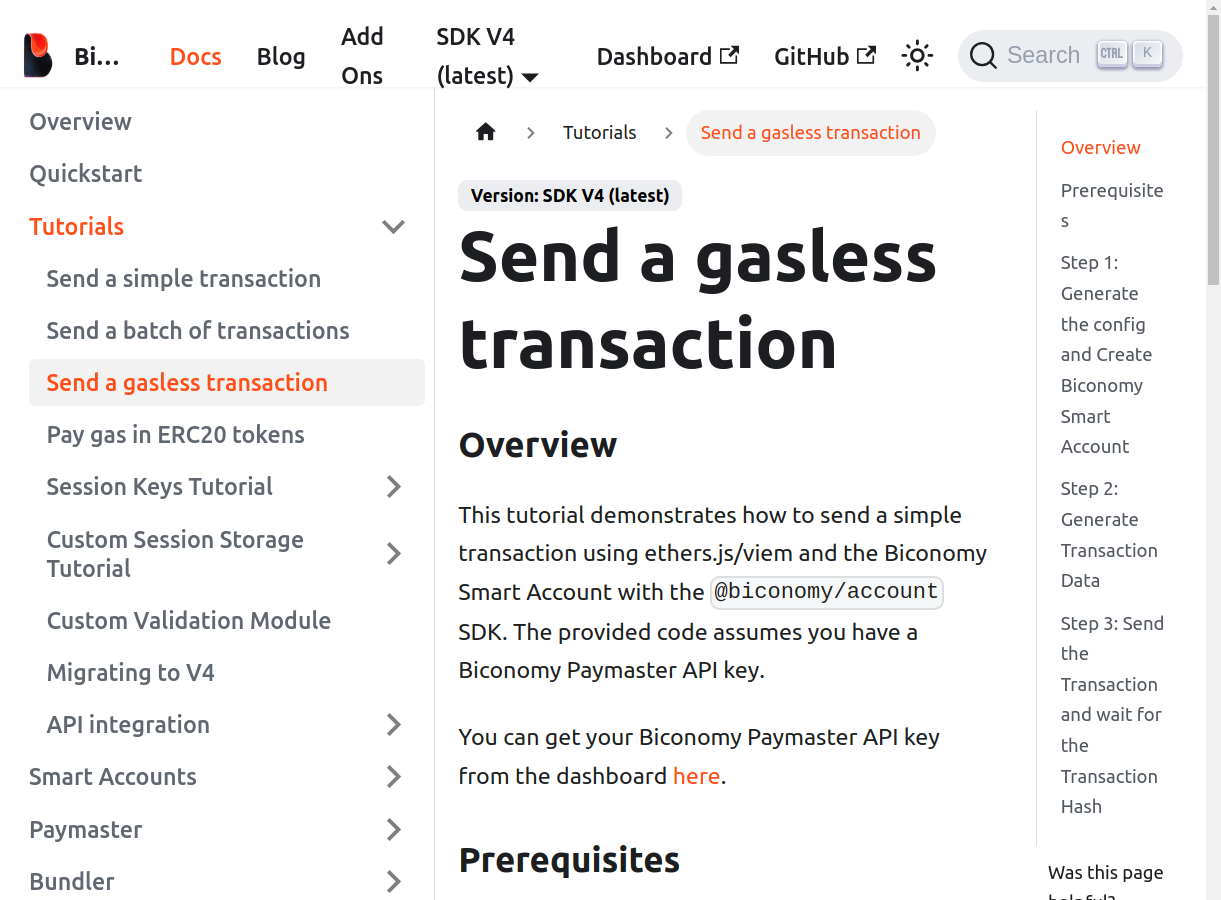 Bi...
Docs
Blog
Add
Ons
SDK V4
(latest)
Dashboard
GitHub
Search
CTRL
K
Overview
Quickstart
Tutorials
Send a simple transaction
Send a batch of transactions
Send a gasless transaction
Pay gas in ERC20 tokens
Session Keys Tutorial
Custom Session Storage
Tutorial
Custom Validation Module
Migrating to V4
API integration
Smart Accounts
Paymaster
Bundler
Tutorials
Send a gasless transaction
Version: SDK V4 (latest)
Send a gasless
transaction
Overview
This tutorial demonstrates how to send a simple
transaction using ethers.js/viem and the Biconomy
Smart Account with the @biconomy/account
SDK. The provided code assumes you have a
Biconomy Paymaster API key.
You can get your Biconomy Paymaster API key
from the dashboard here.
Prerequisites
Overview
Prerequisite
s
Step 1:
Generate
the config
and Create
Biconomy
Smart
Account
Step 2:
Generate
Transaction
Data
Step 3: Send
the
Transaction
and wait for
the
Transaction
Hash
Was this page
helpful?